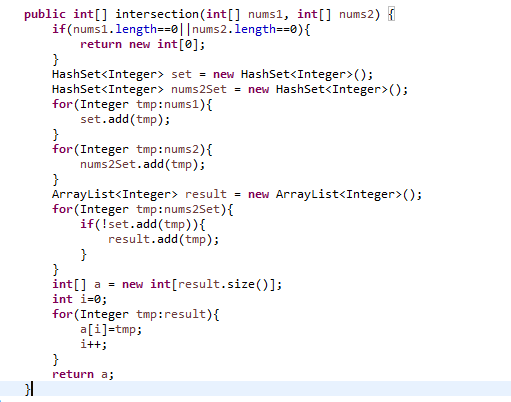 public int[] intersection(int[] nums1, int[] nums2) {
    if(nums1.length==0||nums2.length==0){
        return new int[0];
    }
    HashSet<Integer> set = new HashSet<Integer>();
    HashSet<Integer> nums2Set = new HashSet<Integer>();
    for(Integer tmp:nums1){
        set.add(tmp);
    }
    for(Integer tmp:nums2){
        nums2Set.add(tmp);
    }
    ArrayList<Integer> result = new ArrayList<Integer>();
    for(Integer tmp:nums2Set){
        if(!set.add(tmp)){
            result.add(tmp);
        }
    }
    int[] a = new int[result.size()];
    int i=0;
    for(Integer tmp:result){
        a[i]=tmp;
        i++;
    }
    return a;
}